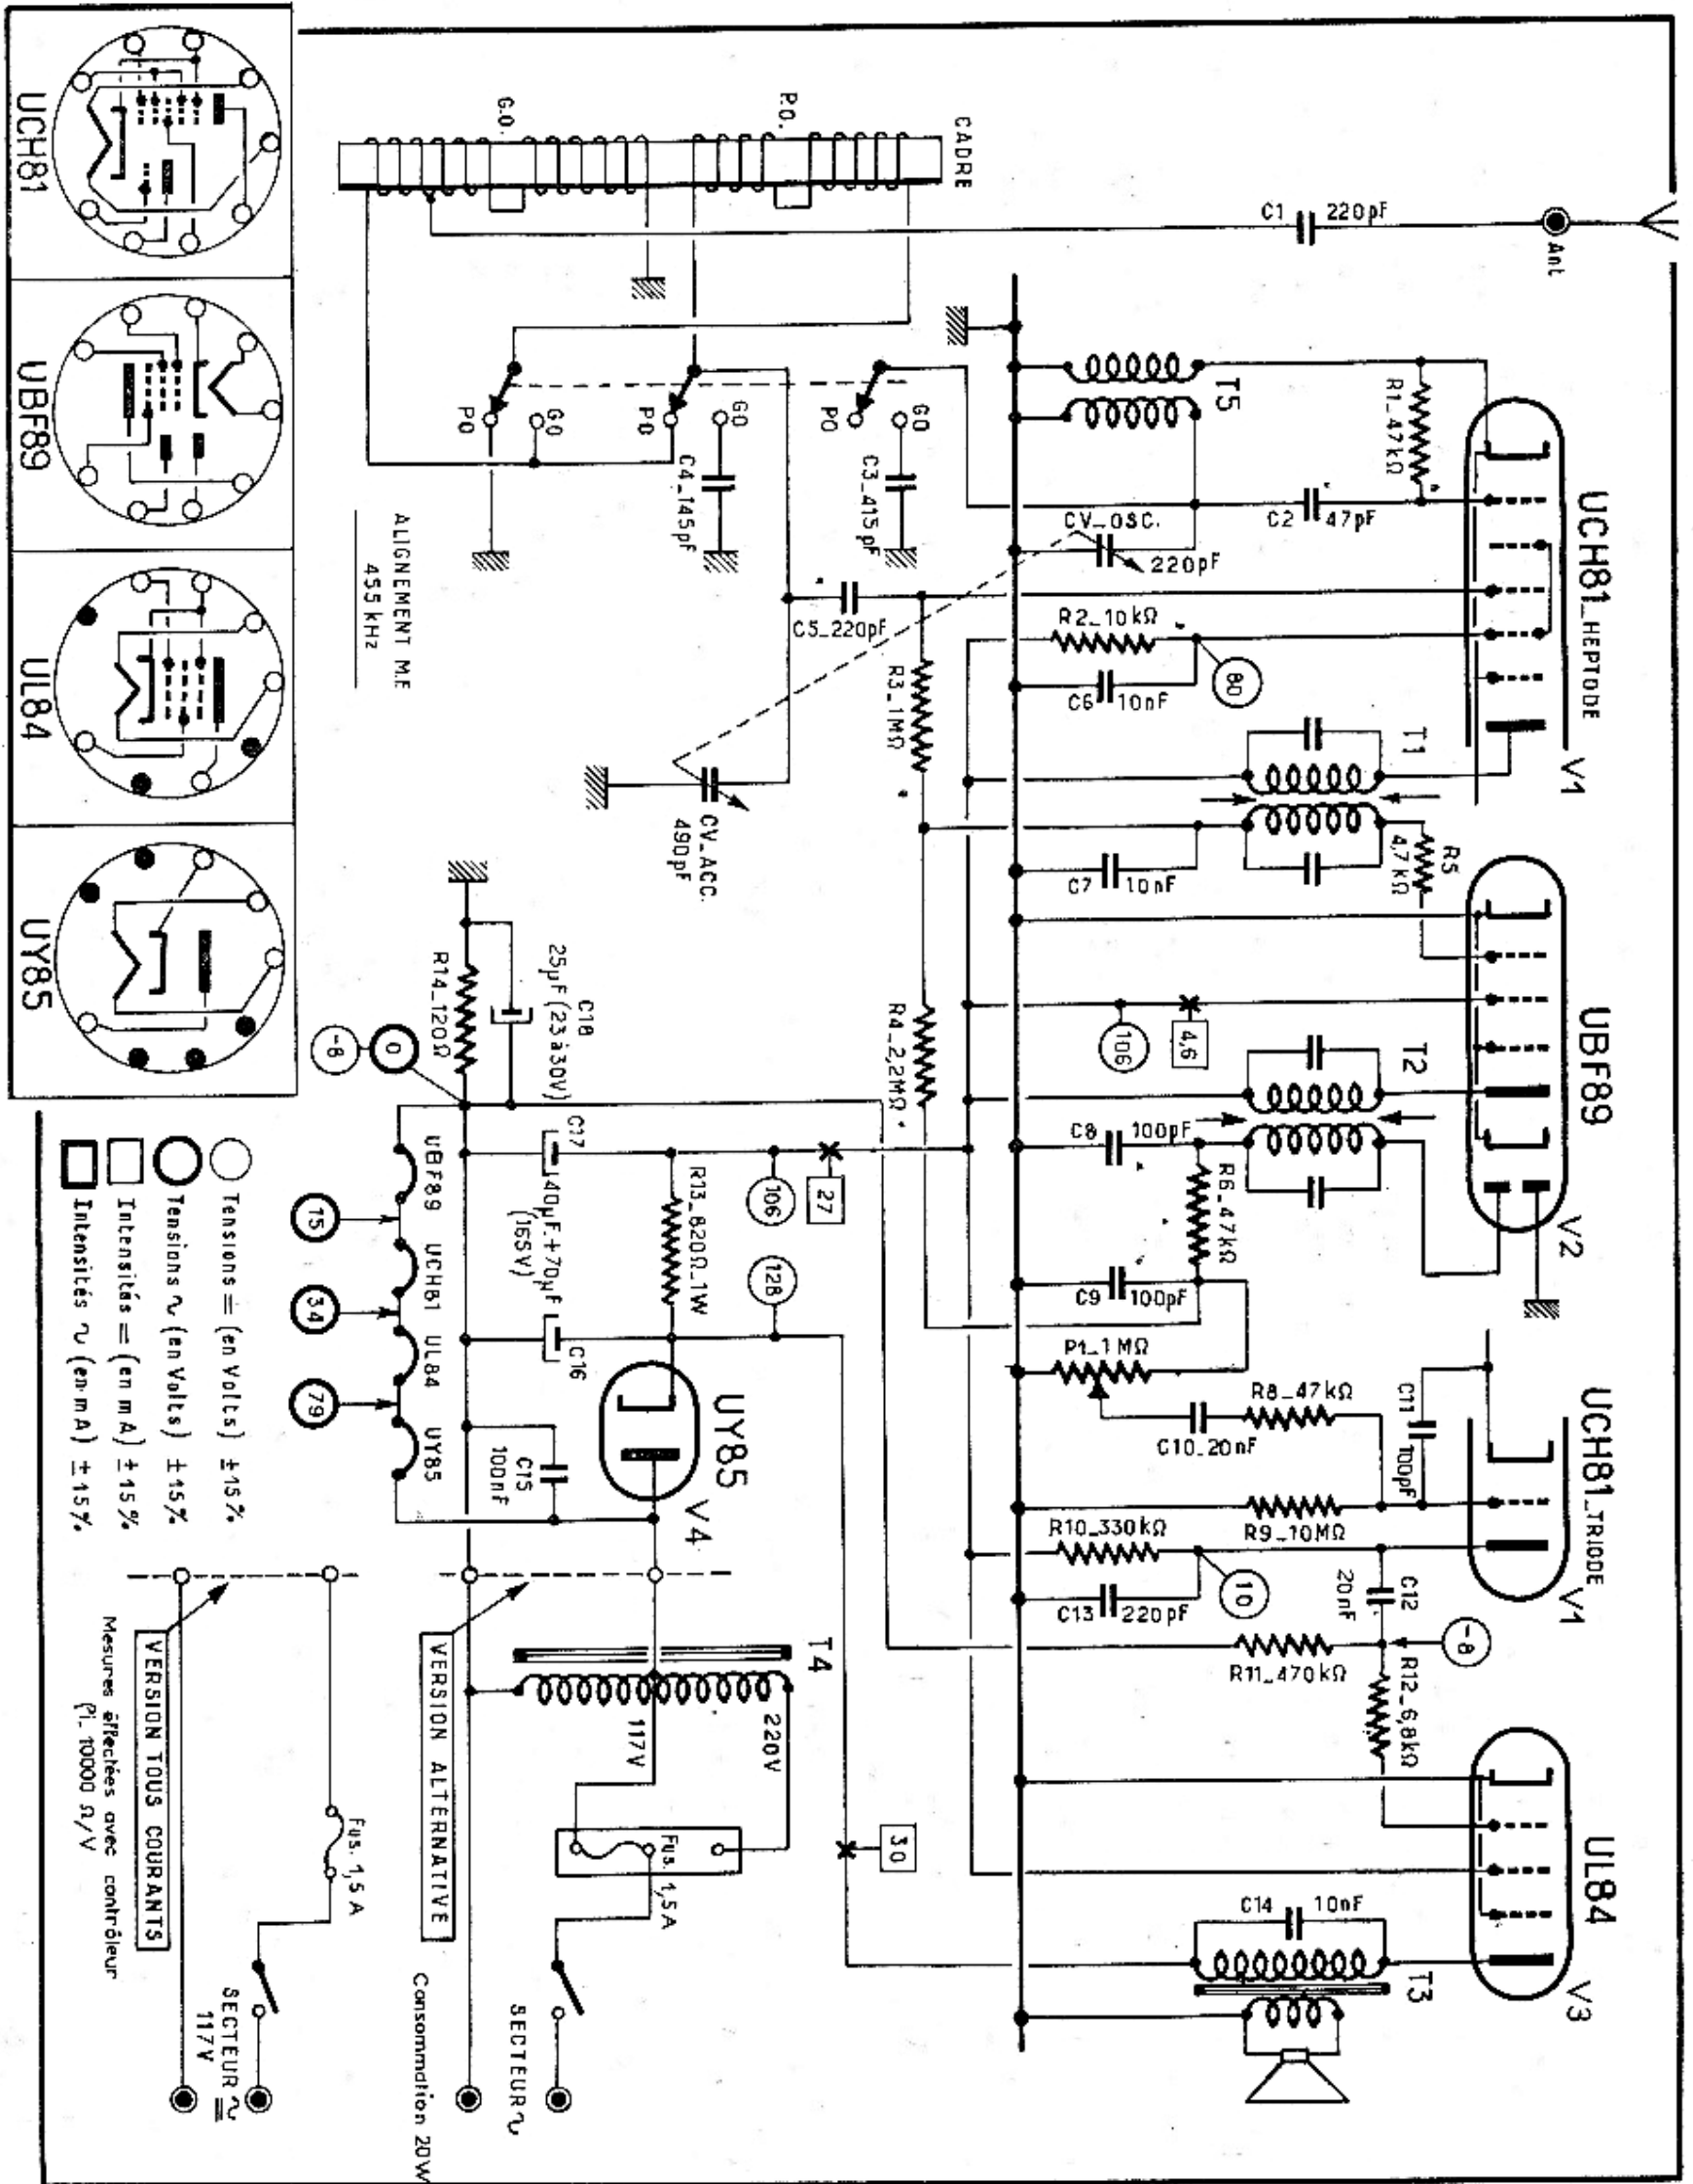 UCH81_HEPTODE
V1
UBF89
V2
UCH81_TRIODE
V1
UL84
V3
Ant
C1
220pF
CADRE
P.O.
G.O.
T5
R1_47kΩ
C2
47pF
CV_OSC.
220pF
R2_10kΩ
80
C6
10nF
T1
R5
4,7kΩ
C7
10nF
106
4,6
T2
C8
100pF
R6_47kΩ
C9
100pF
P1_1MΩ
R8_47kΩ
C10_20nF
C11
100pF
R9_10MΩ
R10_330kΩ
10
C13
220pF
C12
20nF
-8
R11_470kΩ
R12_6,8kΩ
C14
10nF
T3
GO
PO
C3_415pF
GO
PO
C4_145pF
GO
PO
C5_220pF
R3_1MΩ
R4_2,2MΩ
CV_ACC.
490pF
ALIGNEMENT M.F
455 kHz
C18
25µF (23 à 30V)
R14_120Ω
0
-8
C17
40µF+70µF
(165V)
C16
R13_820Ω_1W
106
27
128
UY85
V4
C15
100nF
UBF89
UCH81
UL84
UY85
15
34
79
T4
220V
117V
Fus.
1,5A
30
SECTEUR ∿
VERSION ALTERNATIVE
Consommation 20W
Fus. 1,5 A
VERSION TOUS COURANTS
SECTEUR ≂
117V
Mesures éffectées avec contrôleur
Pi_ 10000 Ω/V
Tensions = (en Volts) ±15%
Tensions ∿ (en Volts) ±15%
Intensités = (en mA) ±15%
Intensités ∿ (en mA) ±15%
UCH81
UBF89
UL84
UY85